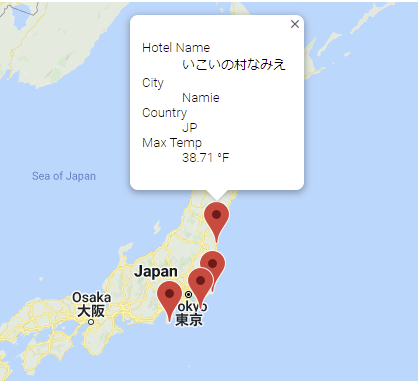 ×
Hotel Name
いこいの村なみえ
City
Namie
Country
JP
Max Temp
38.71 °F
Sea of Japan
Japan
Osaka
大阪
okyo
東京